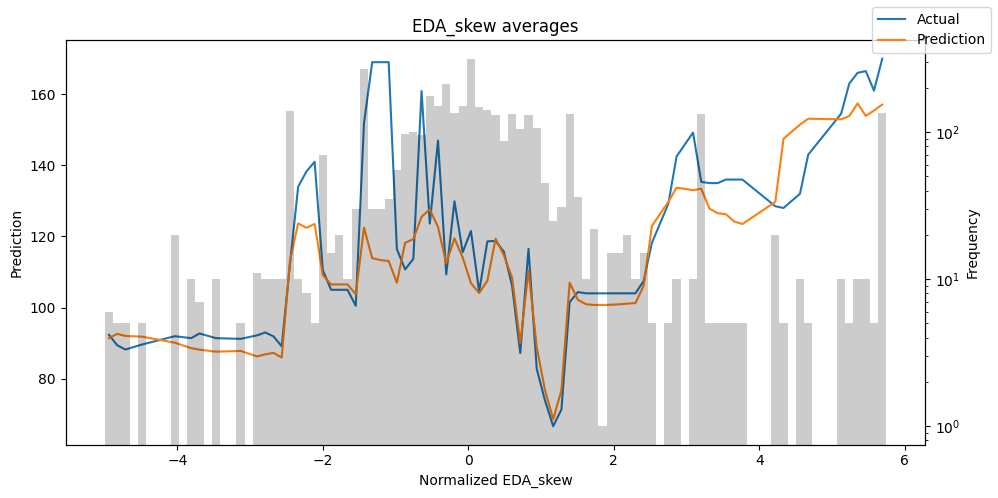 EDA_skew averages
Actual
Prediction
Prediction
160
140
120
100
80
10²
10¹
10⁰
Frequency
−4
−2
0
2
4
6
Normalized EDA_skew